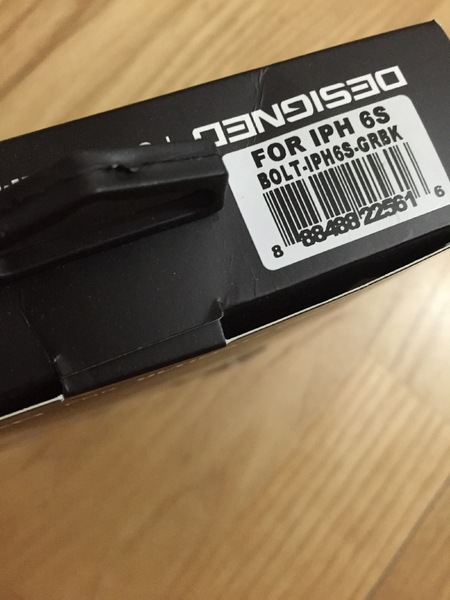 DESIGNED
FOR IPH 6S
BOLT-IPH6S-GRBK
8 88488 22561 6